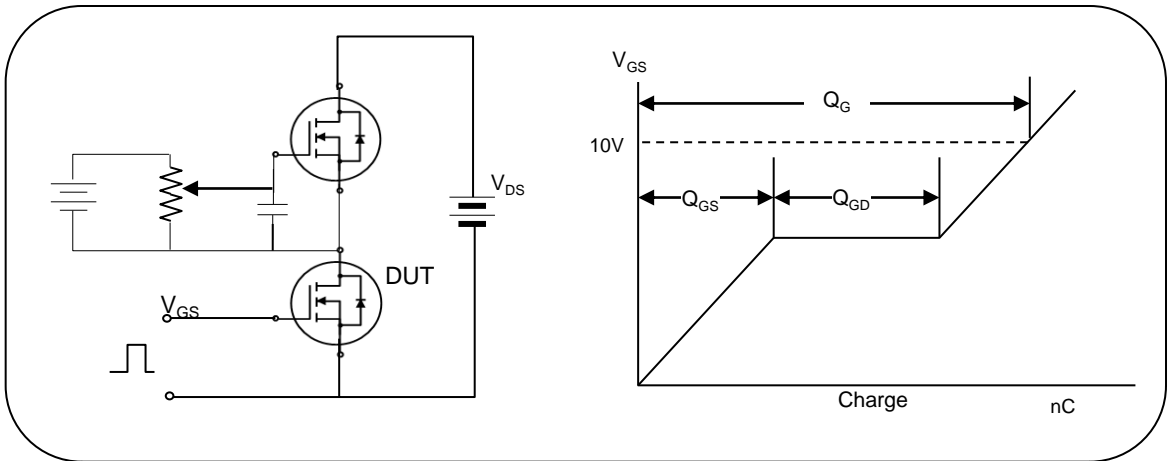 V_DS
DUT
V_GS
V_GS
Q_G
10V
Q_GS
Q_GD
Charge
nC